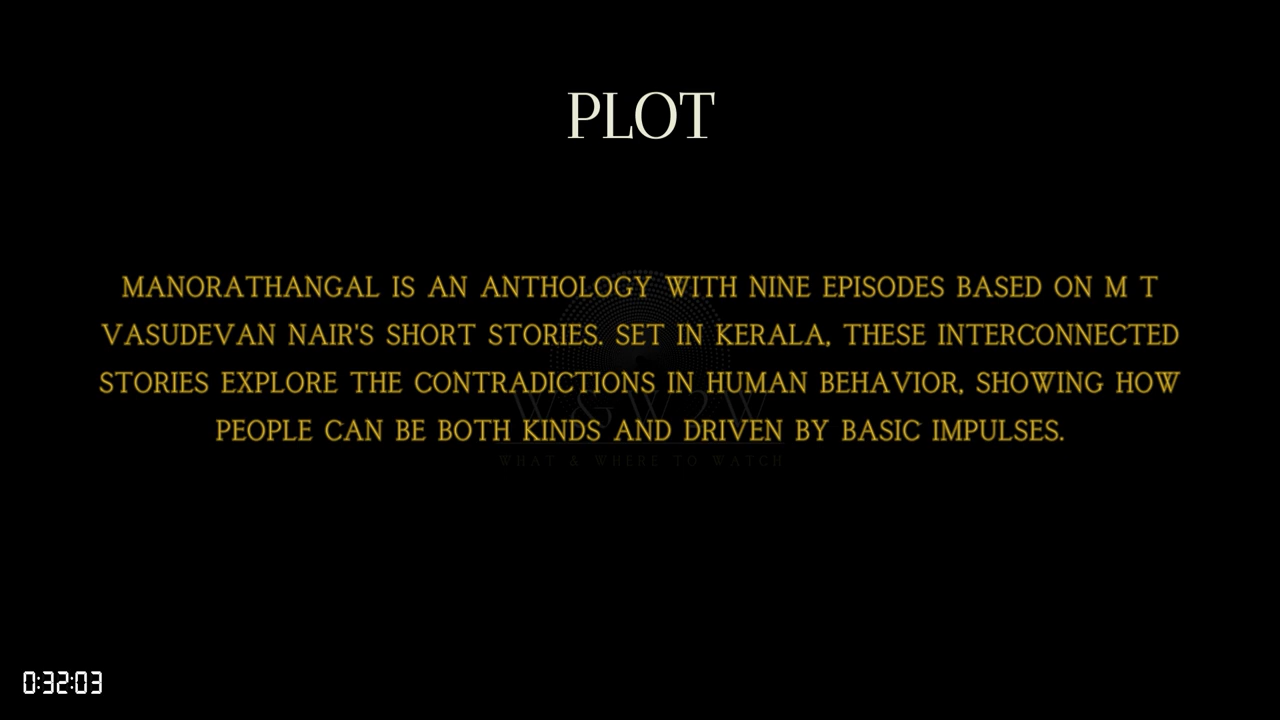 PLOT
MANORATHANGAL IS AN ANTHOLOGY WITH NINE EPISODES BASED ON M T
VASUDEVAN NAIR'S SHORT STORIES. SET IN KERALA, THESE INTERCONNECTED
STORIES EXPLORE THE CONTRADICTIONS IN HUMAN BEHAVIOR, SHOWING HOW
PEOPLE CAN BE BOTH KINDS AND DRIVEN BY BASIC IMPULSES.
W&W2W
WHAT & WHERE TO WATCH
0:32:03